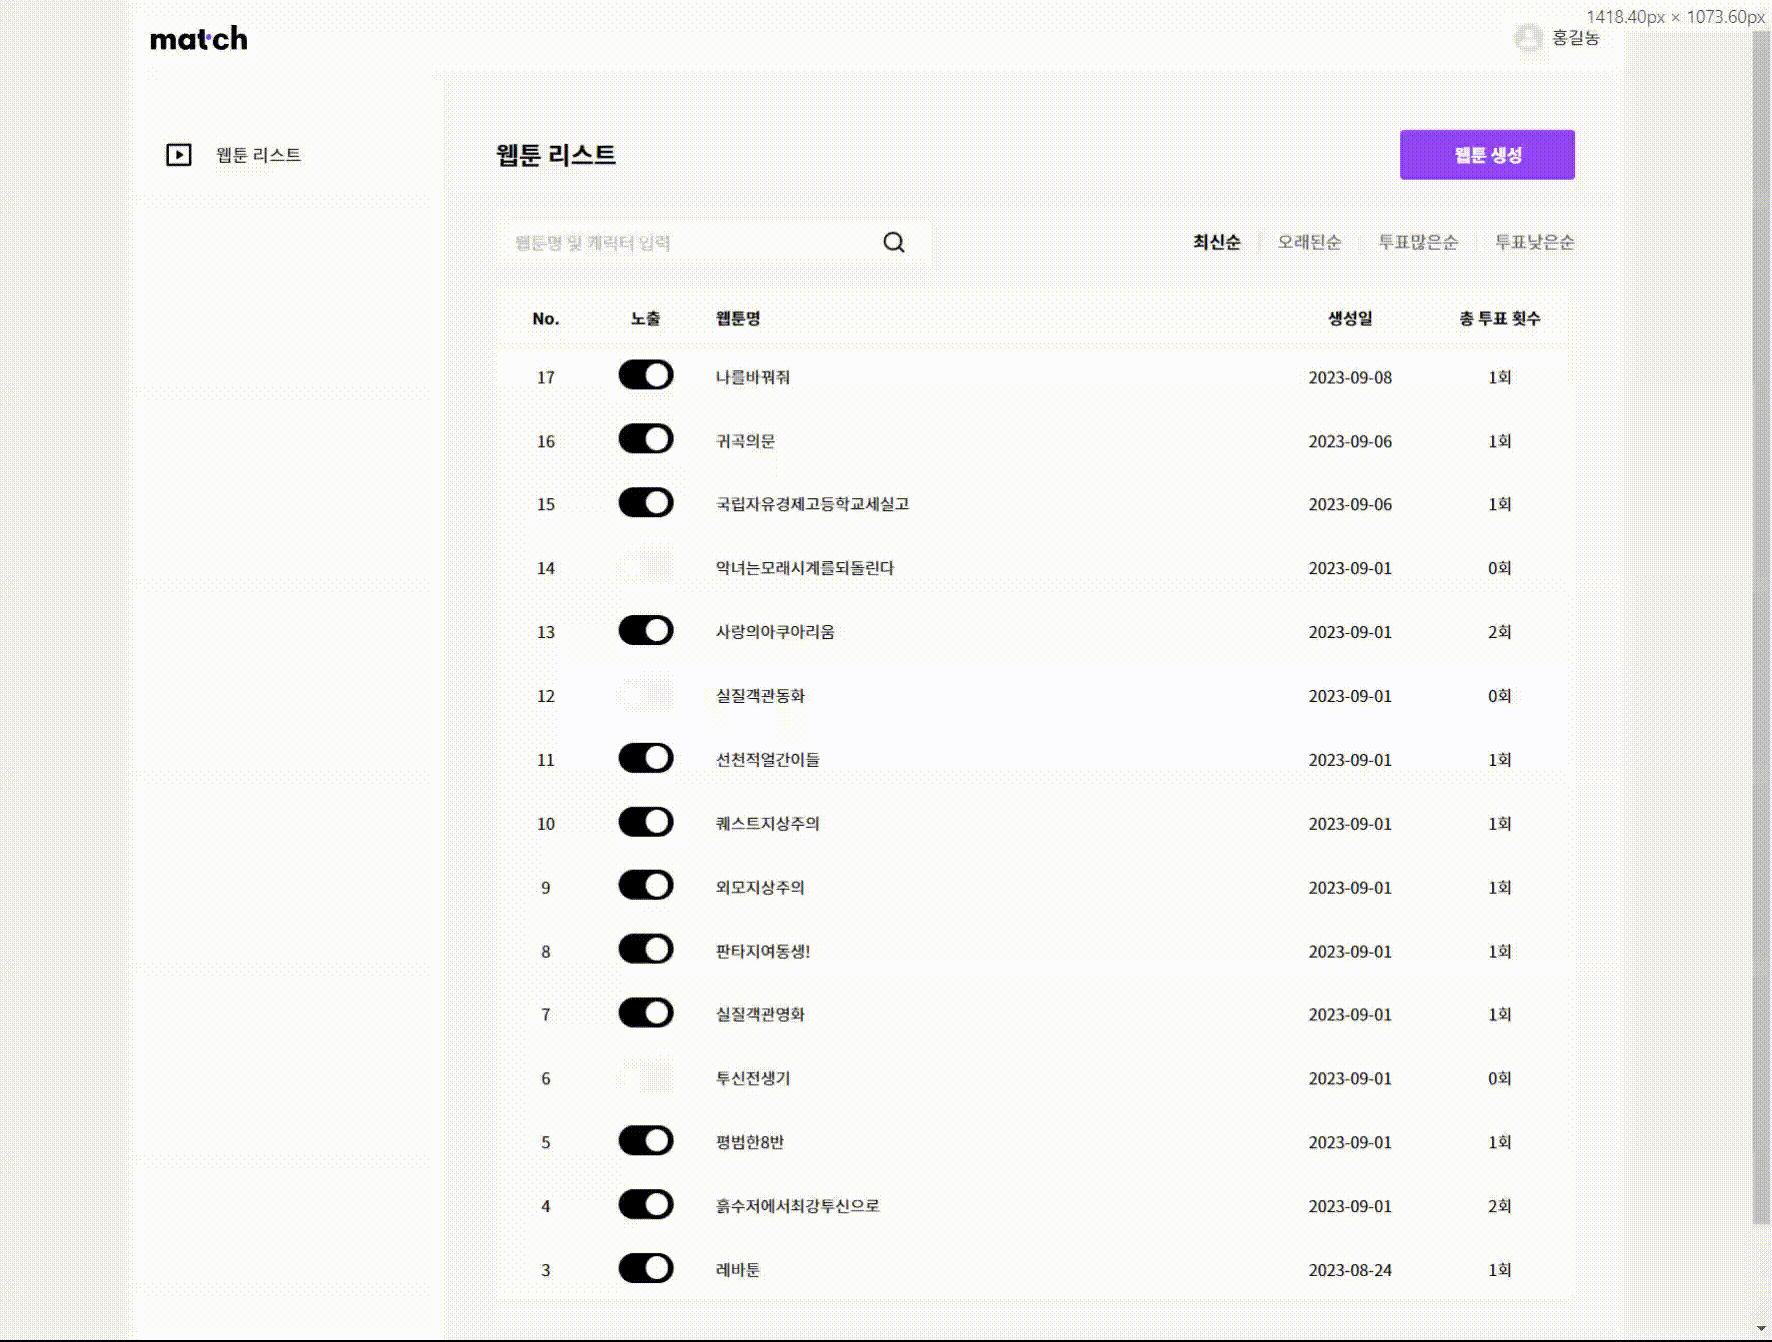 1418.40px × 1073.60px
match
홍길동
웹툰 리스트
웹툰 리스트
웹툰 생성
웹툰명 및 캐릭터 입력
최신순 오래된순 투표많은순 투표낮은순
No. 노출 웹툰명 생성일 총 투표 횟수
17 나를바꿔줘 2023-09-08 1회
16 귀곡의문 2023-09-06 1회
15 국립자유경제고등학교세실고 2023-09-06 1회
14 악녀는모래시계를되돌린다 2023-09-01 0회
13 사랑의아쿠아리움 2023-09-01 2회
12 실질객관동화 2023-09-01 0회
11 선천적얼간이들 2023-09-01 1회
10 퀘스트지상주의 2023-09-01 1회
9 외모지상주의 2023-09-01 1회
8 판타지여동생! 2023-09-01 1회
7 실질객관영화 2023-09-01 1회
6 투신전생기 2023-09-01 0회
5 평범한8반 2023-09-01 1회
4 흙수저에서최강투신으로 2023-09-01 2회
3 레바툰 2023-08-24 1회